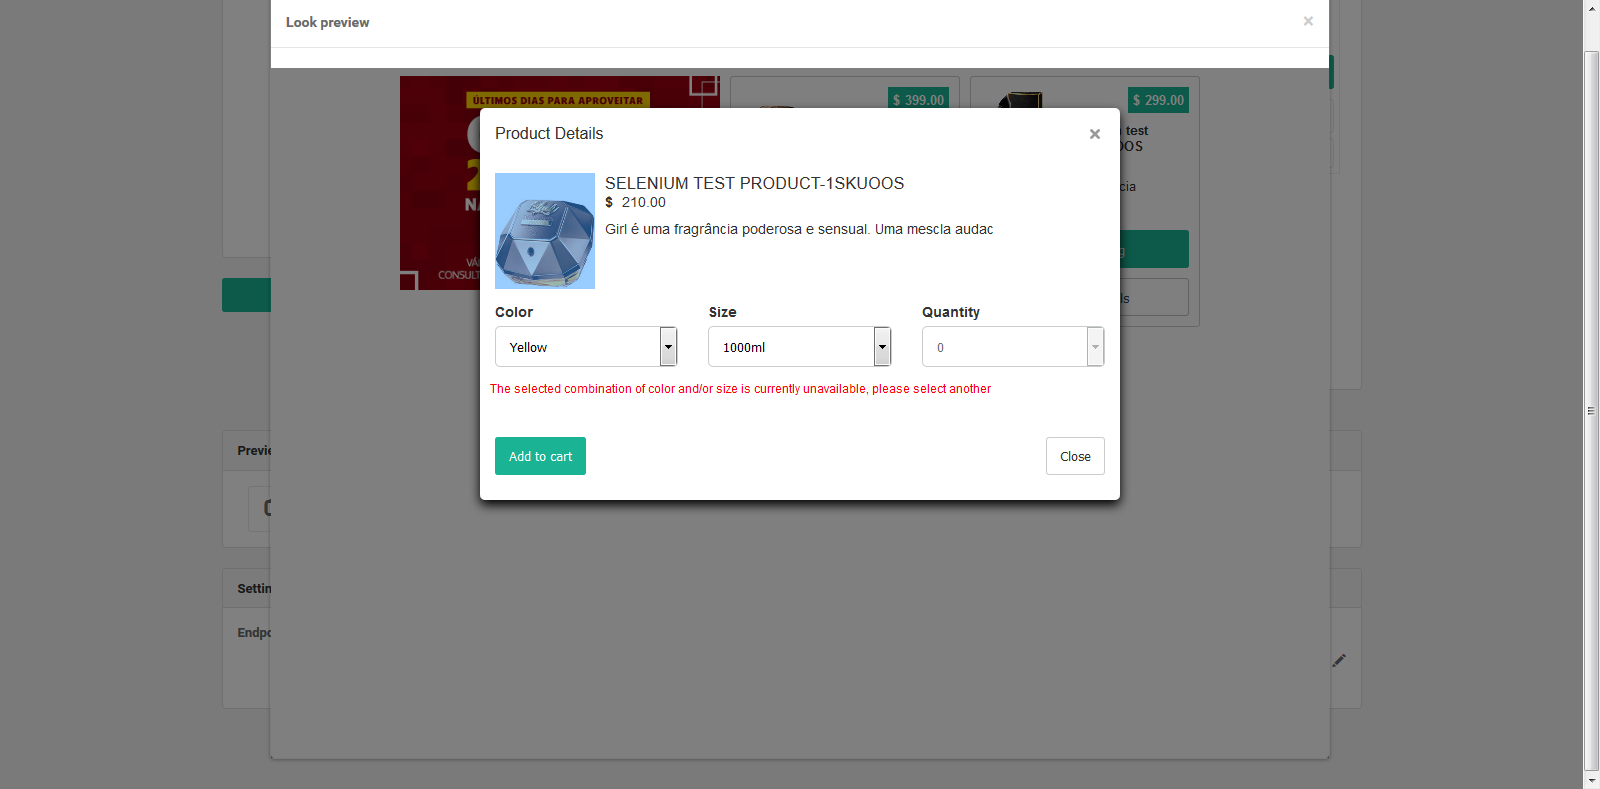 Look preview
×
ÚLTIMOS DIAS PARA APROVEITAR
$ 399.00
$ 299.00
Product Details
×
test
SELENIUM TEST PRODUCT-1SKUOOS
$ 210.00
Girl é uma fragrância poderosa e sensual. Uma mescla audac
Color
Size
Quantity
Yellow
1000ml
0
The selected combination of color and/or size is currently unavailable, please select another
Add to cart
Close